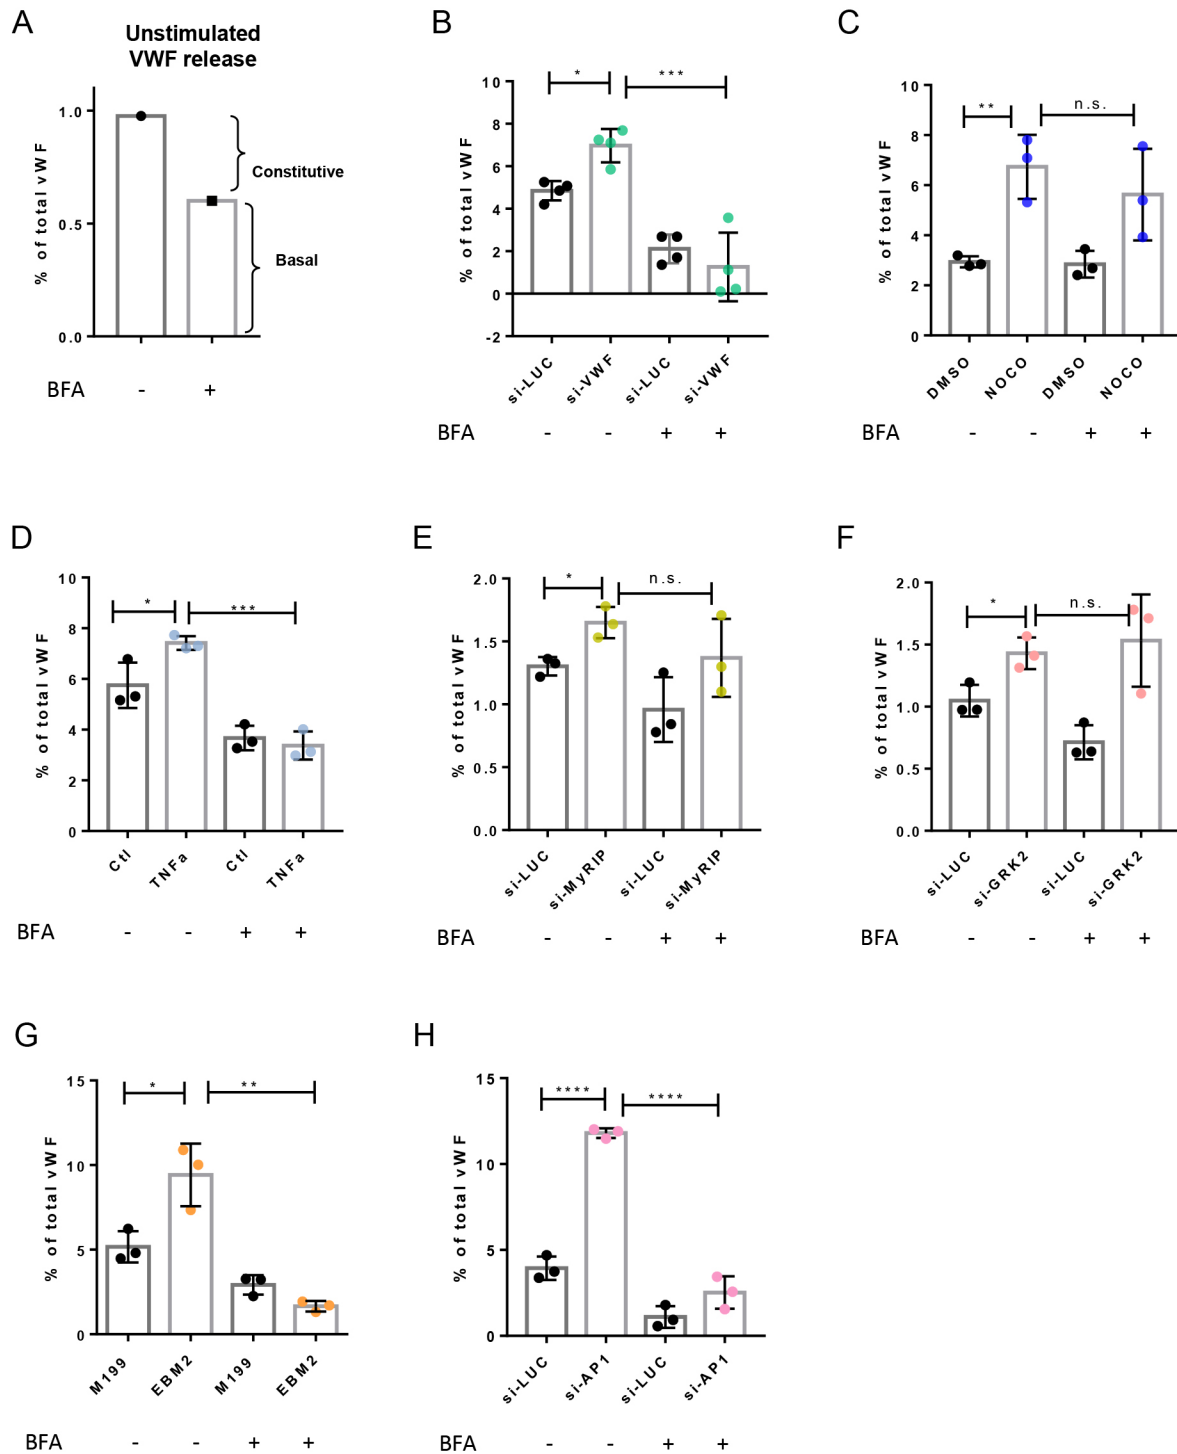 A
Unstimulated
VWF release
% of total vWF
1.0
0.5
0.0
Constitutive
Basal
BFA - +
B
% of total vWF
10
8
6
4
2
0
-2
* ***
si-LUC si-VWF si-LUC si-VWF
BFA - - + +
C
% of total vWF
10
8
6
4
2
0
** n.s.
DMSO NOCO DMSO NOCO
BFA - - + +
D
% of total vWF
10
8
6
4
2
0
* ***
Ctl TNFa Ctl TNFa
BFA - - + +
E
% of total vWF
2.0
1.5
1.0
0.5
0.0
* n.s.
si-LUC si-MyRIP si-LUC si-MyRIP
BFA - - + +
F
% of total vWF
2.0
1.5
1.0
0.5
0.0
* n.s.
si-LUC si-GRK2 si-LUC si-GRK2
BFA - - + +
G
% of total vWF
15
10
5
0
* **
M199 EBM2 M199 EBM2
BFA - - + +
H
% of total vWF
15
10
5
0
**** ****
si-LUC si-AP1 si-LUC si-AP1
BFA - - + +